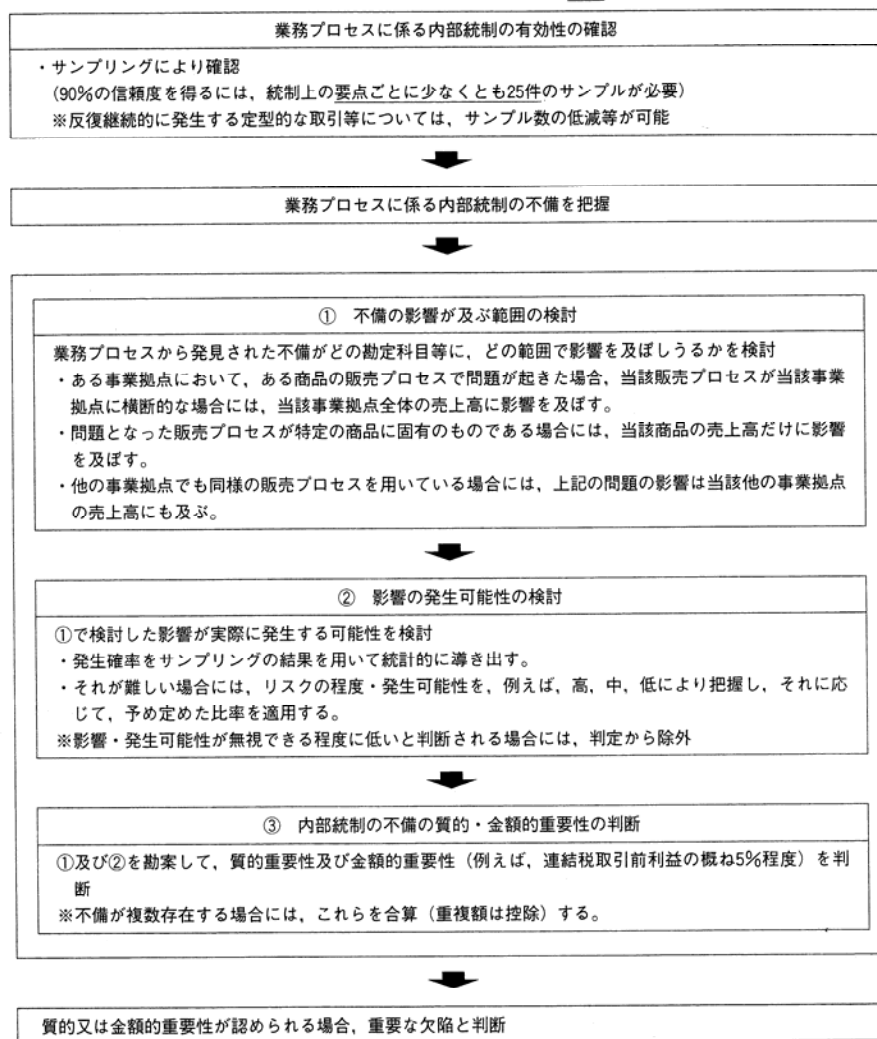 業務プロセスに係る内部統制の有効性の確認
・サンプリングにより確認
(90%の信頼度を得るには，統制上の要点ごとに少なくとも25件のサンプルが必要)
※反復継続的に発生する定型的な取引等については，サンプル数の低減等が可能
業務プロセスに係る内部統制の不備を把握
① 不備の影響が及ぶ範囲の検討
業務プロセスから発見された不備がどの勘定科目等に，どの範囲で影響を及ぼしうるかを検討
・ある事業拠点において，ある商品の販売プロセスで問題が起きた場合，当該販売プロセスが当該事業
拠点に横断的な場合には，当該事業拠点全体の売上高に影響を及ぼす。
・問題となった販売プロセスが特定の商品に固有のものである場合には，当該商品の売上高だけに影響
を及ぼす。
・他の事業拠点でも同様の販売プロセスを用いている場合には，上記の問題の影響は当該他の事業拠点
の売上高にも及ぶ。
② 影響の発生可能性の検討
①で検討した影響が実際に発生する可能性を検討
・発生確率をサンプリングの結果を用いて統計的に導き出す。
・それが難しい場合には，リスクの程度・発生可能性を，例えば，高，中，低により把握し，それに応
じて，予め定めた比率を適用する。
※影響・発生可能性が無視できる程度に低いと判断される場合には，判定から除外
③ 内部統制の不備の質的・金額的重要性の判断
①及び②を勘案して，質的重要性及び金額的重要性（例えば，連結税取引前利益の概ね5%程度）を判
断
※不備が複数存在する場合には，これらを合算（重複額は控除）する。
質的又は金額的重要性が認められる場合，重要な欠陥と判断